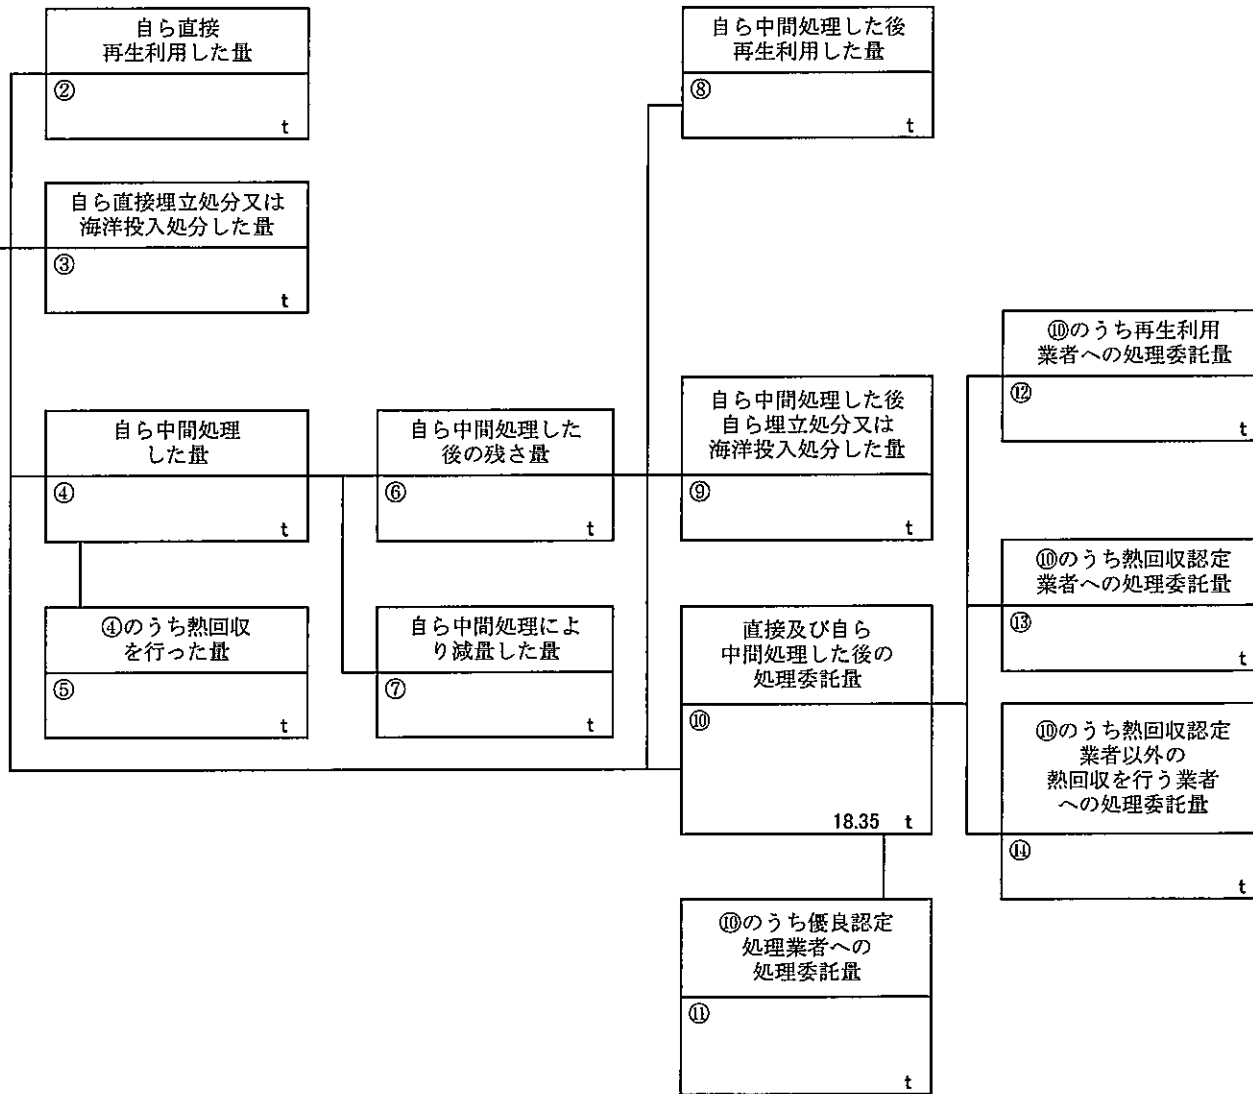 自ら直接
再生利用した量
②
t
自ら中間処理した後
再生利用した量
⑧
t
自ら直接埋立処分又は
海洋投入処分した量
③
t
⑩のうち再生利用
業者への処理委託量
⑫
t
自ら中間処理
した量
④
t
自ら中間処理した
後の残さ量
⑥
t
自ら中間処理した後
自ら埋立処分又は
海洋投入処分した量
⑨
t
⑩のうち熱回収認定
業者への処理委託量
⑬
t
④のうち熱回収
を行った量
⑤
t
自ら中間処理によ
り減量した量
⑦
t
直接及び自ら
中間処理した後の
処理委託量
⑩
18.35 t
⑩のうち熱回収認定
業者以外の
熱回収を行う業者
への処理委託量
⑭
t
⑩のうち優良認定
処理業者への
処理委託量
⑪
t